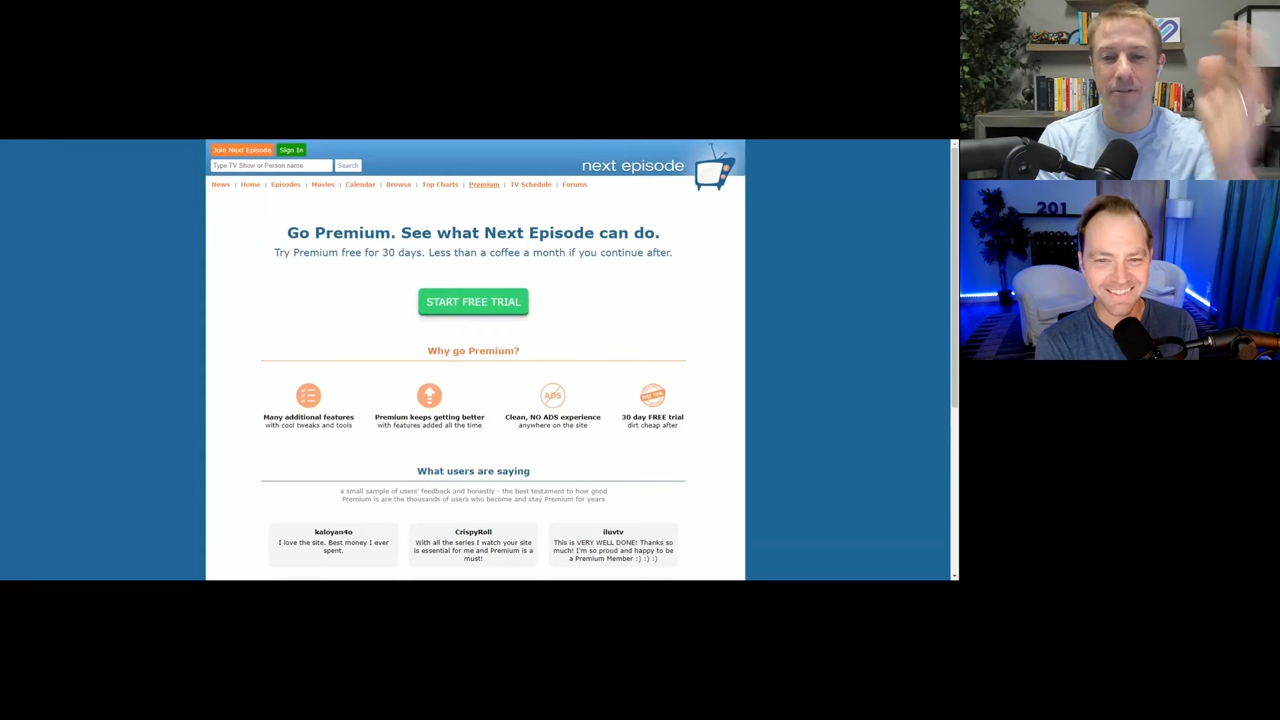 Join Next Episode Sign In
Type TV Show or Person name Search
next episode
News | Home | Episodes | Movies | Calendar | Browse | Top Charts | Premium | TV Schedule | Forums
Go Premium. See what Next Episode can do.
Try Premium free for 30 days. Less than a coffee a month if you continue after.
START FREE TRIAL
Why go Premium?
ADS
Many additional features
with cool tweaks and tools
Premium keeps getting better
with features added all the time
Clean, NO ADS experience
anywhere on the site
30 day FREE trial
dirt cheap after
What users are saying
a small sample of users' feedback and honestly - the best testament to how good
Premium is are the thousands of users who become and stay Premium for years
kaloyan4o
I love the site. Best money I ever
spent.
CrispyRoll
With all the series I watch your site
is essential for me and Premium is a
must!
iluvtv
This is VERY WELL DONE! Thanks so
much! I'm so proud and happy to be
a Premium Member :) :) :)
201